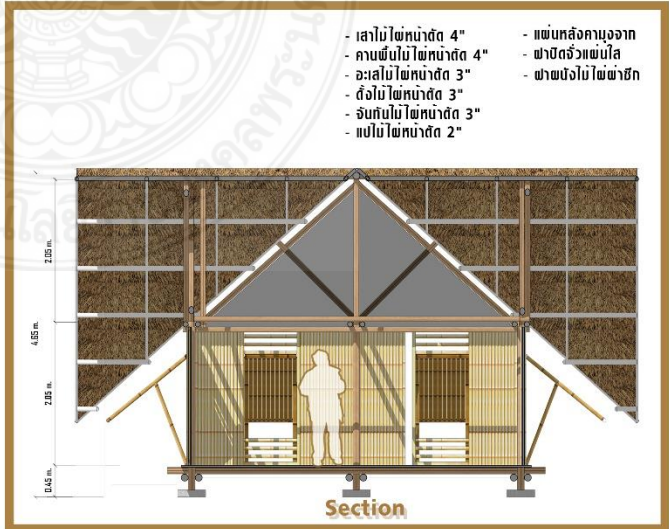 - เสาไม้ไผ่หน้าตัด 4"
- คานพื้นไม้ไผ่หน้าตัด 4"
- อะเสไม้ไผ่หน้าตัด 3"
- ดั้งไม้ไผ่หน้าตัด 3"
- จันทันไม้ไผ่หน้าตัด 3"
- แปไม้ไผ่หน้าตัด 2"
- แผ่นหลังคามุงจาก
- ฝาปิดจั่วแผ่นใส
- ฝาผนังไม้ไผ่ผ่าซีก
2.05 m.
4.65 m.
2.05 m.
0.45 m.
Section